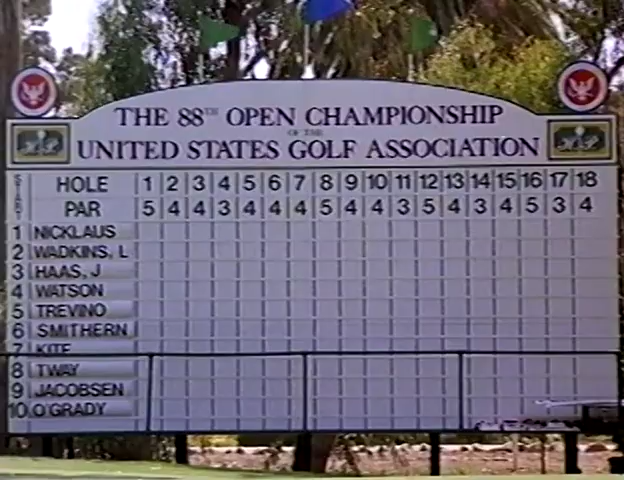 THE 88TH OPEN CHAMPIONSHIP
OF THE
UNITED STATES GOLF ASSOCIATION
START
HOLE 1 2 3 4 5 6 7 8 9 10 11 12 13 14 15 16 17 18
PAR 5 4 4 3 4 4 4 5 4 4 3 5 4 3 4 5 3 4
1 NICKLAUS
2 WADKINS, L
3 HAAS, J
4 WATSON
5 TREVINO
6 SMITHERN
7 KITE
8 TWAY
9 JACOBSEN
10 O'GRADY